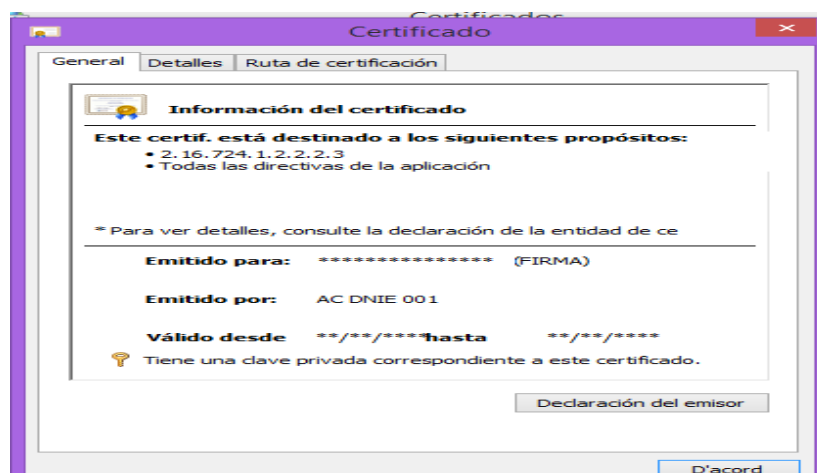 Certificados
Certificado
General Detalles Ruta de certificación
Información del certificado
Este certif. está destinado a los siguientes propósitos:
• 2.16.724.1.2.2.2.3
• Todas las directivas de la aplicación
* Para ver detalles, consulte la declaración de la entidad de ce
Emitido para: *************** (FIRMA)
Emitido por: AC DNIE 001
Válido desde **/**/**** hasta **/**/****
Tiene una clave privada correspondiente a este certificado.
Declaración del emisor
D'acord